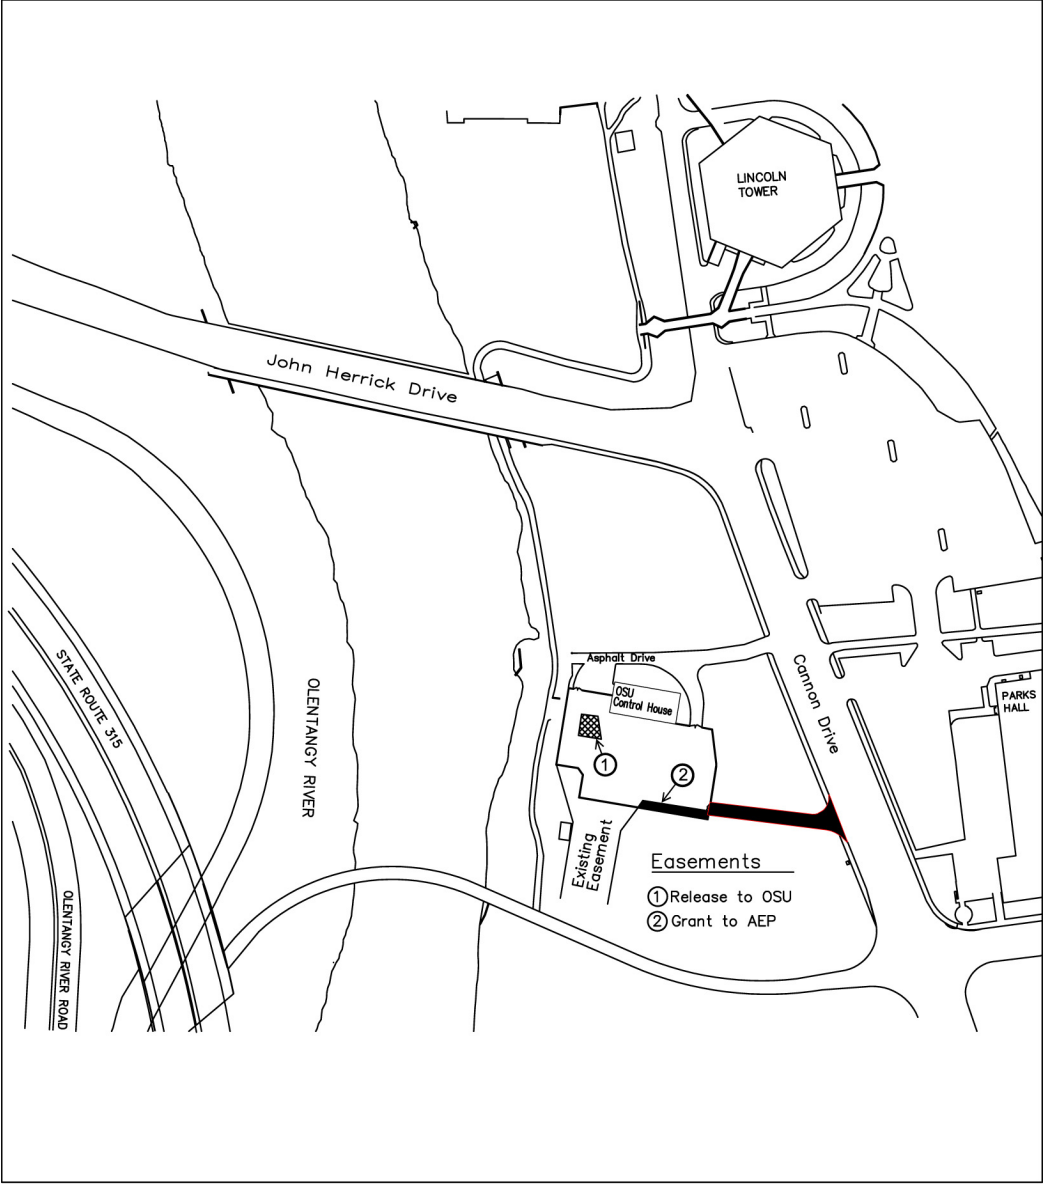 LINCOLN
TOWER
John Herrick Drive
STATE ROUTE 315
OLENTANGY RIVER
Asphalt Drive
OSU
Control House
Cannon Drive
PARKS
HALL
1
2
Existing
Easement
Easements
1 Release to OSU
2 Grant to AEP
OLENTANGY RIVER ROAD